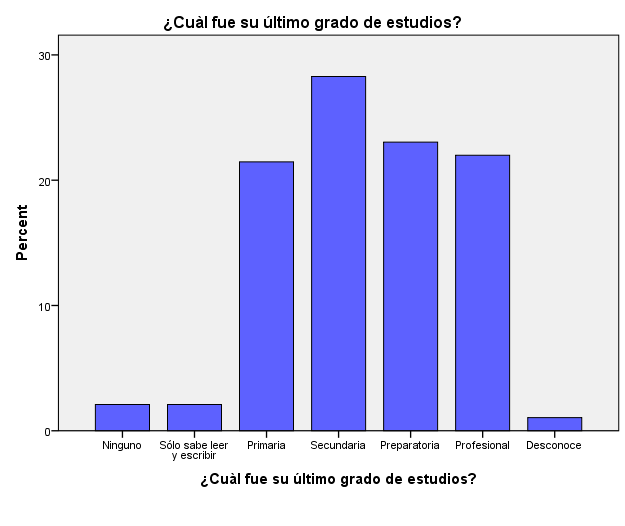 ¿Cuàl fue su último grado de estudios?
30
20
10
0
Percent
Ninguno
Sólo sabe leer
y escribir
Primaria
Secundaria
Preparatoria
Profesional
Desconoce
¿Cuàl fue su último grado de estudios?